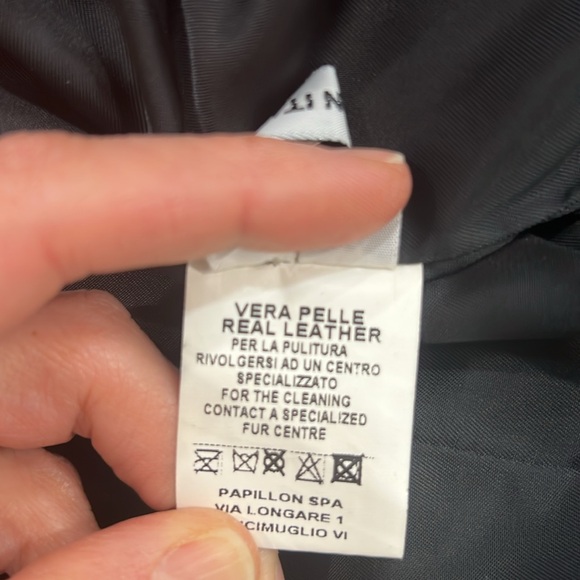 VERA PELLE
REAL LEATHER
PER LA PULITURA
RIVOLGERSI AD UN CENTRO
SPECIALIZZATO
FOR THE CLEANING
CONTACT A SPECIALIZED
FUR CENTRE
PAPILLON SPA
VIA LONGARE 1
VI